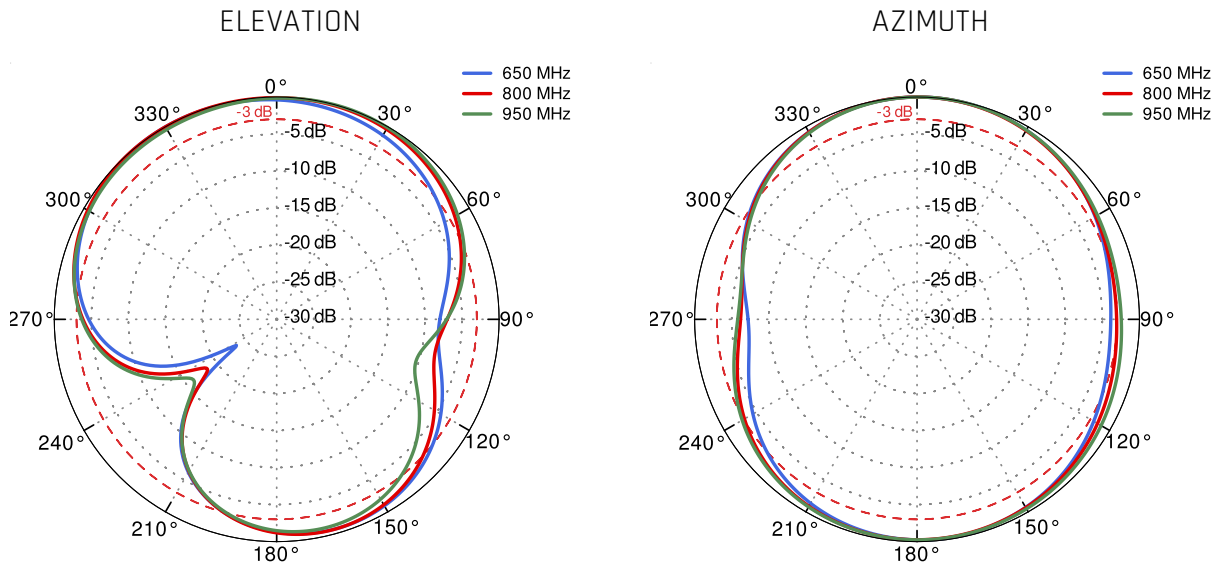 ELEVATION
650 MHz
800 MHz
950 MHz
0°
30°
60°
90°
120°
150°
180°
210°
240°
270°
300°
330°
-3 dB
-5 dB
-10 dB
-15 dB
-20 dB
-25 dB
-30 dB
AZIMUTH
650 MHz
800 MHz
950 MHz
0°
30°
60°
90°
120°
150°
180°
210°
240°
270°
300°
330°
-3 dB
-5 dB
-10 dB
-15 dB
-20 dB
-25 dB
-30 dB